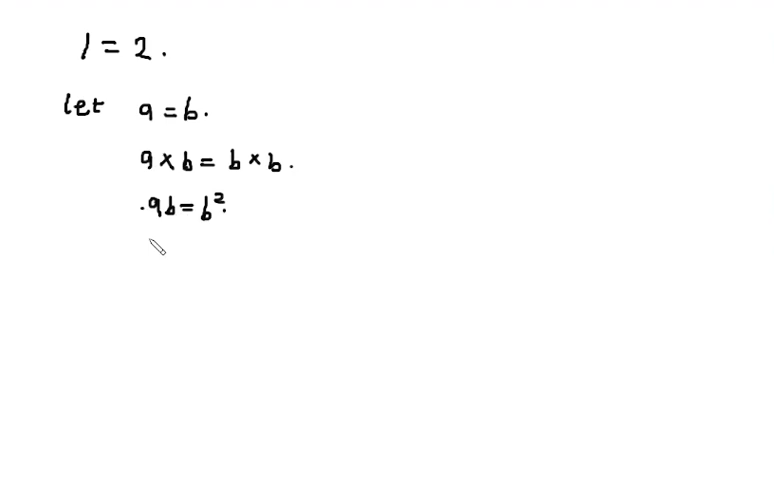 1 = 2.
let a = b.
a × b = b × b.
.ab = b².